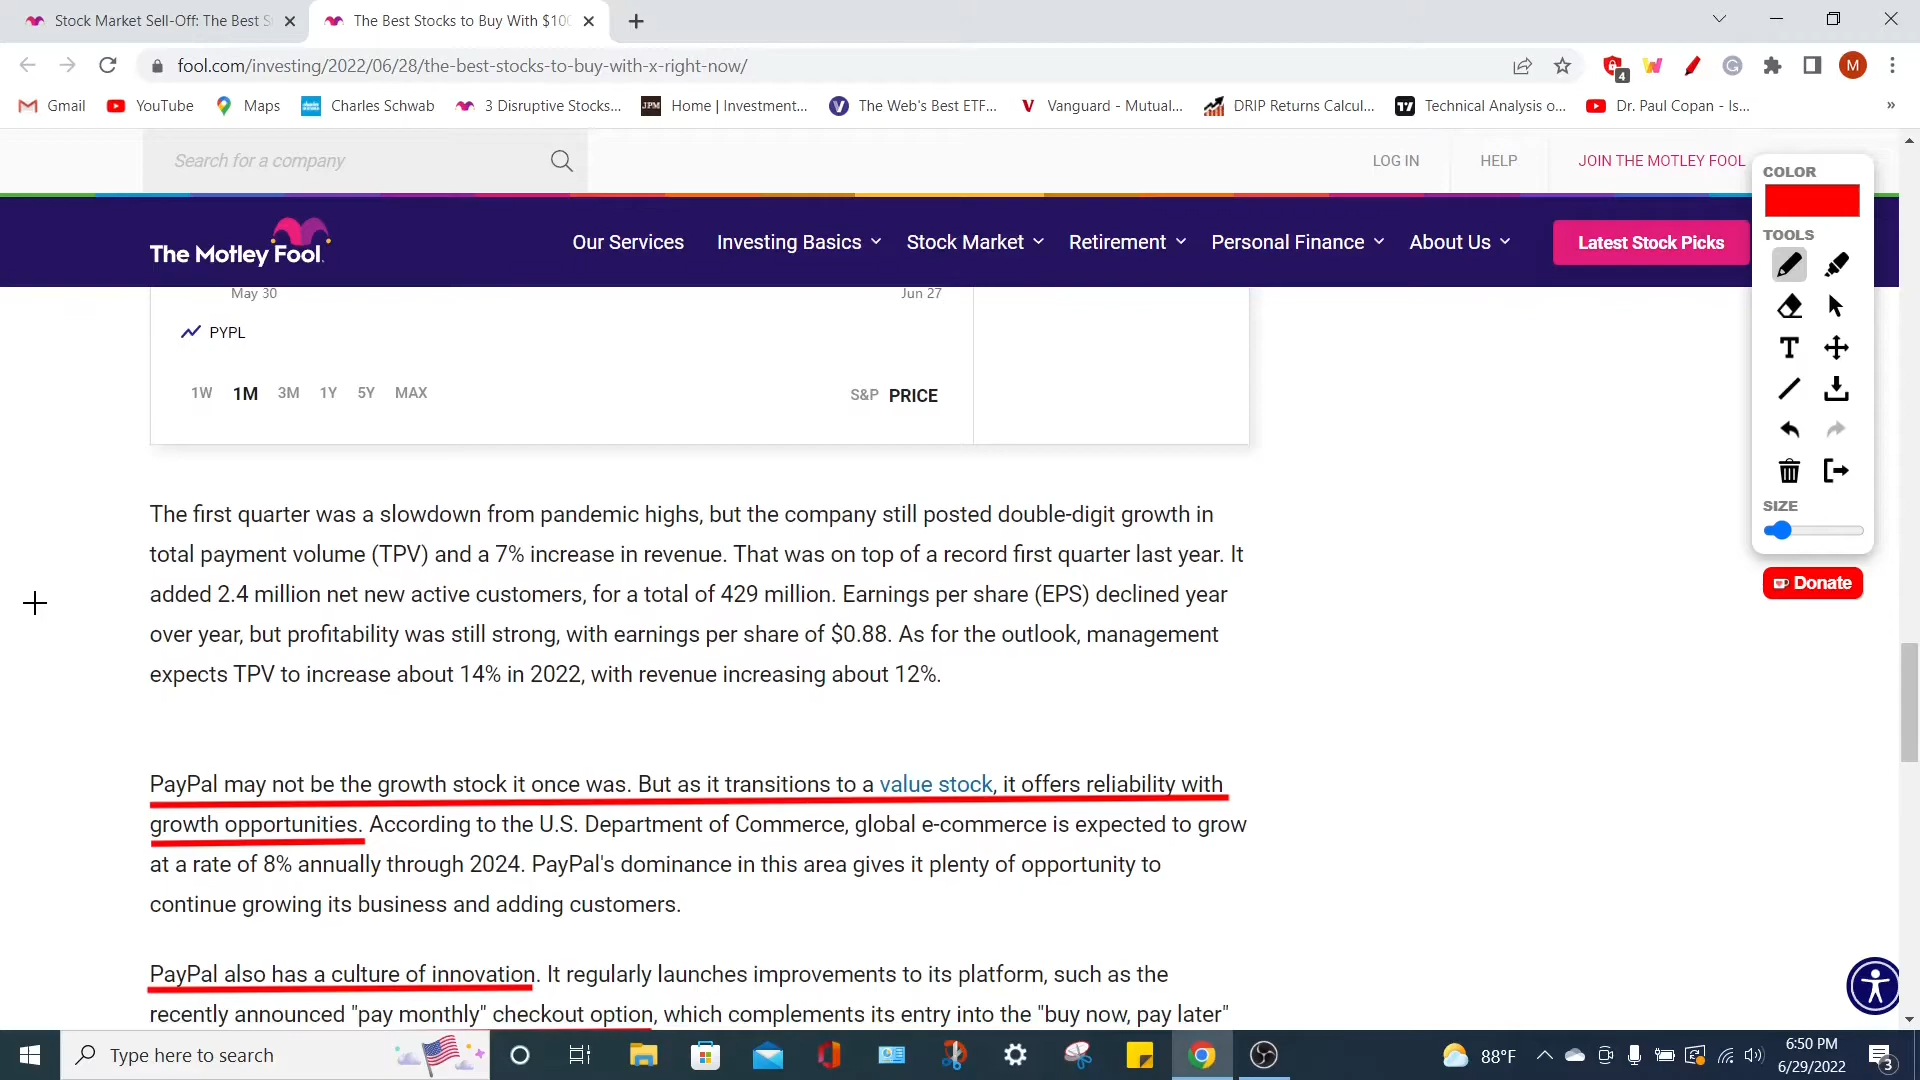 Stock Market Sell-Off: The Best S
The Best Stocks to Buy With $100
fool.com/investing/2022/06/28/the-best-stocks-to-buy-with-x-right-now/
4
M
Gmail
YouTube
Maps
Charles Schwab
3 Disruptive Stocks...
JPM
Home | Investment...
The Web's Best ETF...
Vanguard - Mutual...
DRIP Returns Calcul...
Technical Analysis o...
Dr. Paul Copan - Is...
»
Search for a company
LOG IN
HELP
JOIN THE MOTLEY FOOL
The Motley Fool.
Our Services
Investing Basics
Stock Market
Retirement
Personal Finance
About Us
Latest Stock Picks
COLOR
TOOLS
T
SIZE
Donate
May 30
Jun 27
PYPL
1W 1M 3M 1Y 5Y MAX
S&P PRICE
The first quarter was a slowdown from pandemic highs, but the company still posted double-digit growth in
total payment volume (TPV) and a 7% increase in revenue. That was on top of a record first quarter last year. It
added 2.4 million net new active customers, for a total of 429 million. Earnings per share (EPS) declined year
over year, but profitability was still strong, with earnings per share of $0.88. As for the outlook, management
expects TPV to increase about 14% in 2022, with revenue increasing about 12%.
PayPal may not be the growth stock it once was. But as it transitions to a value stock, it offers reliability with
growth opportunities. According to the U.S. Department of Commerce, global e-commerce is expected to grow
at a rate of 8% annually through 2024. PayPal's dominance in this area gives it plenty of opportunity to
continue growing its business and adding customers.
PayPal also has a culture of innovation. It regularly launches improvements to its platform, such as the
recently announced "pay monthly" checkout option, which complements its entry into the "buy now, pay later"
Type here to search
88°F
6:50 PM
6/29/2022
3